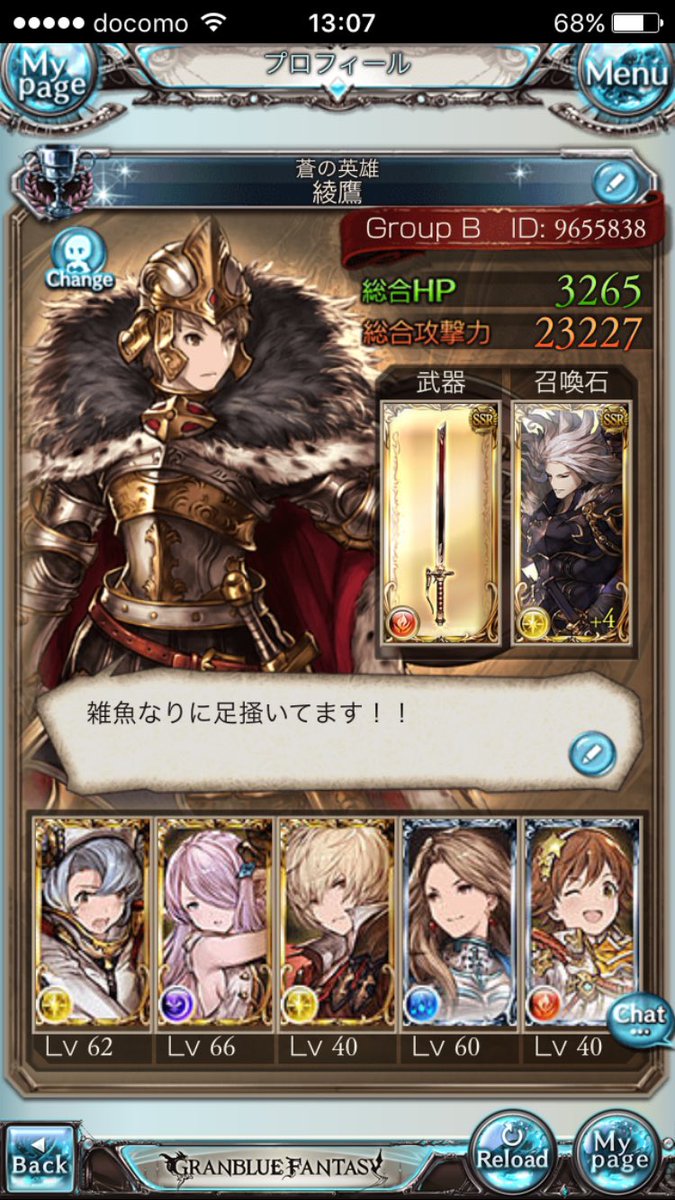 docomo 13:07 68%
My page
プロフィール
Menu
蒼の英雄
綾鷹
Group B ID: 9655838
Change
総合HP 3265
総合攻撃力 23227
武器 召喚石
SSR SSR
+4
雑魚なりに足掻いてます！！
Lv 62 Lv 66 Lv 40 Lv 60 Lv 40
Chat
Back
GRANBLUE FANTASY
Reload
My page